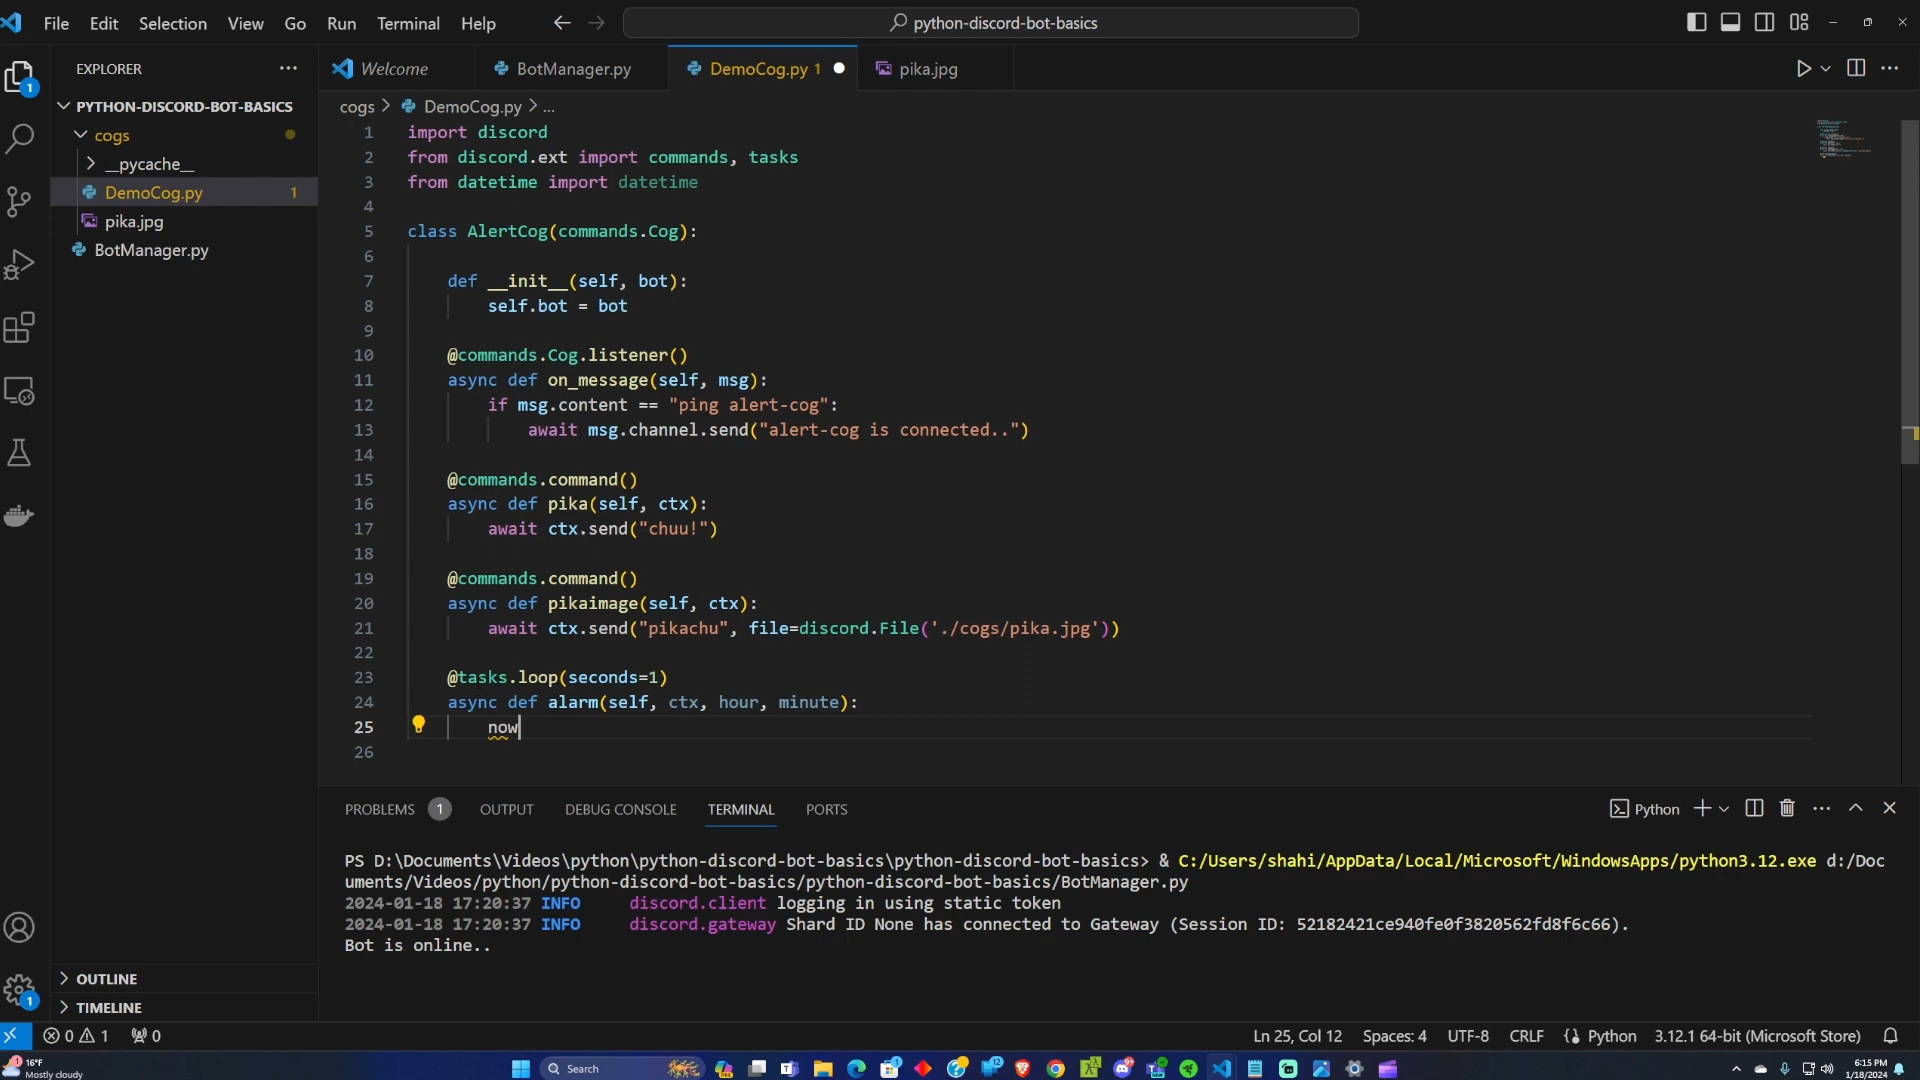 File Edit Selection View Go Run Terminal Help
python-discord-bot-basics
EXPLORER
Welcome
BotManager.py
DemoCog.py 1
pika.jpg
PYTHON-DISCORD-BOT-BASICS
cogs
__pycache__
DemoCog.py 1
pika.jpg
BotManager.py
cogs > DemoCog.py > ...
1 import discord
2 from discord.ext import commands, tasks
3 from datetime import datetime
4
5 class AlertCog(commands.Cog):
6
7 def __init__(self, bot):
8 self.bot = bot
9
10 @commands.Cog.listener()
11 async def on_message(self, msg):
12 if msg.content == "ping alert-cog":
13 await msg.channel.send("alert-cog is connected..")
14
15 @commands.command()
16 async def pika(self, ctx):
17 await ctx.send("chuu!")
18
19 @commands.command()
20 async def pikaimage(self, ctx):
21 await ctx.send("pikachu", file=discord.File('./cogs/pika.jpg'))
22
23 @tasks.loop(seconds=1)
24 async def alarm(self, ctx, hour, minute):
25 now
26
PROBLEMS 1 OUTPUT DEBUG CONSOLE TERMINAL PORTS
Python
PS D:\Documents\Videos\python\python-discord-bot-basics\python-discord-bot-basics> & C:/Users/shahi/AppData/Local/Microsoft/WindowsApps/python3.12.exe d:/Doc
uments/Videos/python/python-discord-bot-basics/python-discord-bot-basics/BotManager.py
2024-01-18 17:20:37 INFO discord.client logging in using static token
2024-01-18 17:20:37 INFO discord.gateway Shard ID None has connected to Gateway (Session ID: 52182421ce940fe0f3820562fd8f6c66).
Bot is online..
OUTLINE
TIMELINE
0 1 0
Ln 25, Col 12 Spaces: 4 UTF-8 CRLF Python 3.12.1 64-bit (Microsoft Store)
16°F
Mostly cloudy
Search
6:15 PM
1/18/2024